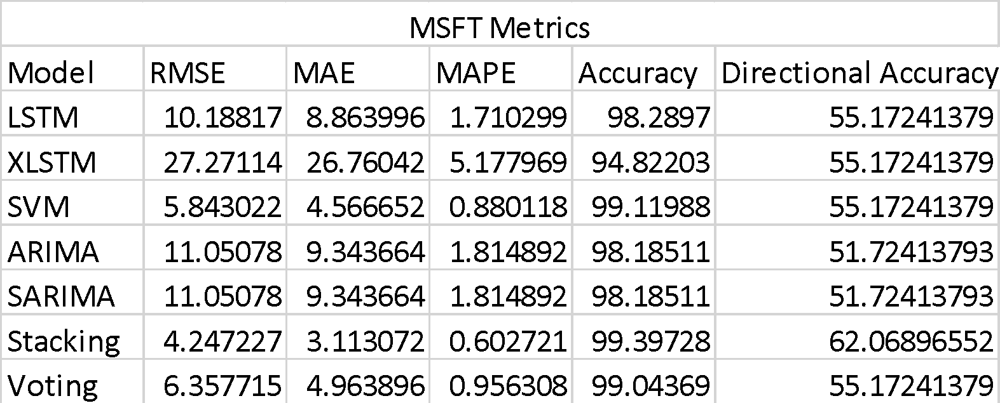 MSFT Metrics
Model RMSE MAE MAPE Accuracy Directional Accuracy
LSTM 10.18817 8.863996 1.710299 98.2897 55.17241379
XLSTM 27.27114 26.76042 5.177969 94.82203 55.17241379
SVM 5.843022 4.566652 0.880118 99.11988 55.17241379
ARIMA 11.05078 9.343664 1.814892 98.18511 51.72413793
SARIMA 11.05078 9.343664 1.814892 98.18511 51.72413793
Stacking 4.247227 3.113072 0.602721 99.39728 62.06896552
Voting 6.357715 4.963896 0.956308 99.04369 55.17241379